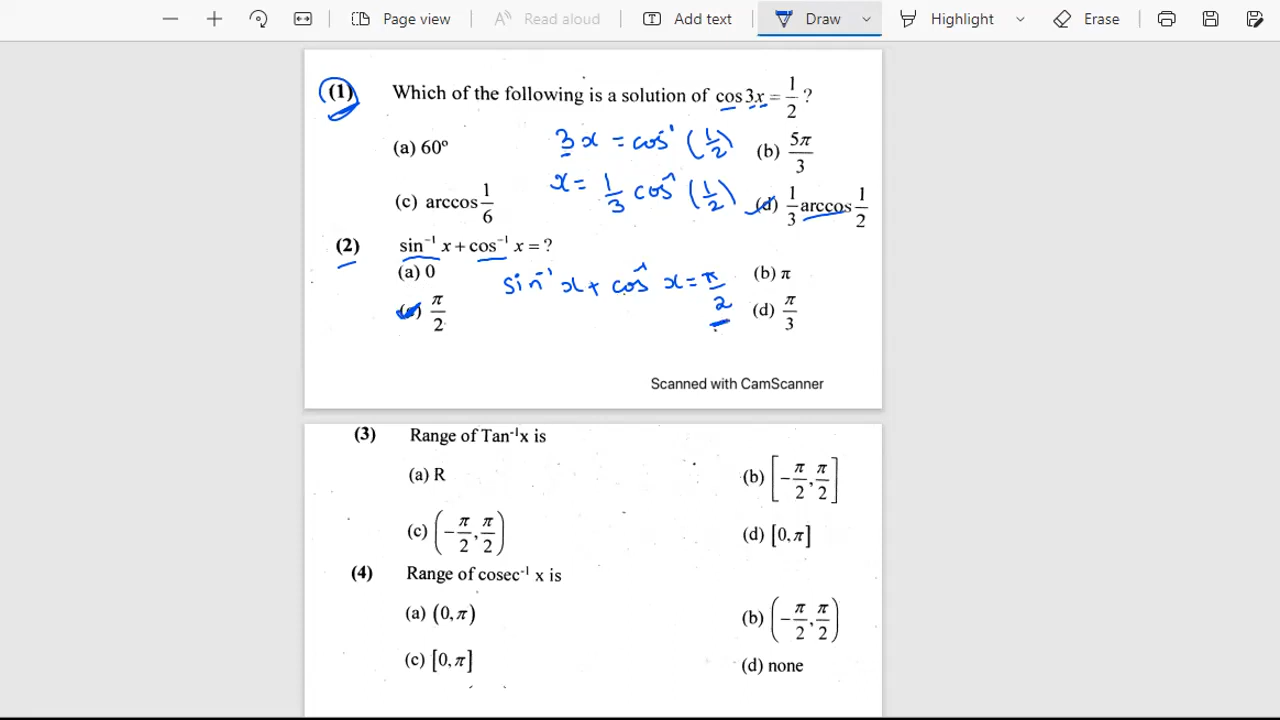 Page view
Read aloud
Add text
Draw
Highlight
Erase
(1) Which of the following is a solution of cos3x = 1/2 ?
(a) 60°
3x = cos⁻¹ (1/2)
(b) 5π/3
x = 1/3 cos⁻¹ (1/2)
(c) arccos 1/6
(d) 1/3 arccos 1/2
(2) sin⁻¹ x + cos⁻¹ x = ?
(a) 0
sin⁻¹ x + cos⁻¹ x = π/2
(b) π
(c) π/2
(d) π/3
Scanned with CamScanner
(3) Range of Tan⁻¹x is
(a) R
(b) [-π/2, π/2]
(c) (-π/2, π/2)
(d) [0, π]
(4) Range of cosec⁻¹ x is
(a) (0, π)
(b) (-π/2, π/2)
(c) [0, π]
(d) none